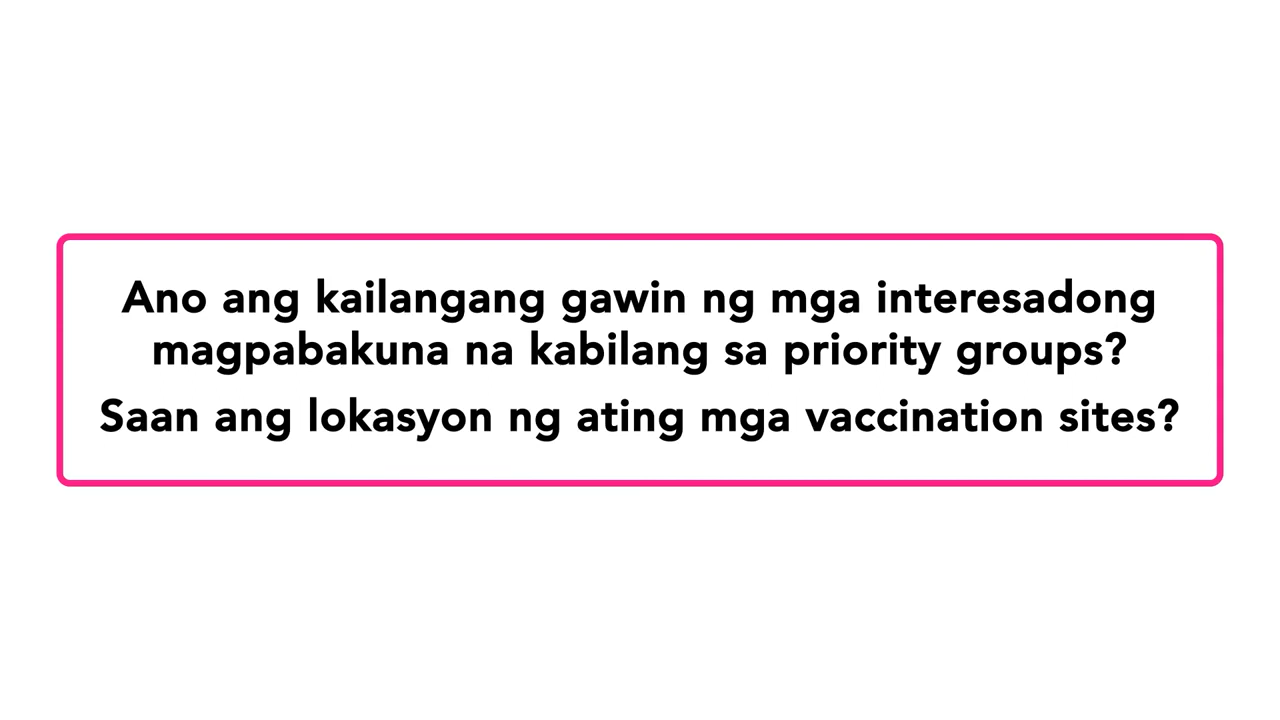 Ano ang kailangang gawin ng mga interesadong
magpabakuna na kabilang sa priority groups?
Saan ang lokasyon ng ating mga vaccination sites?